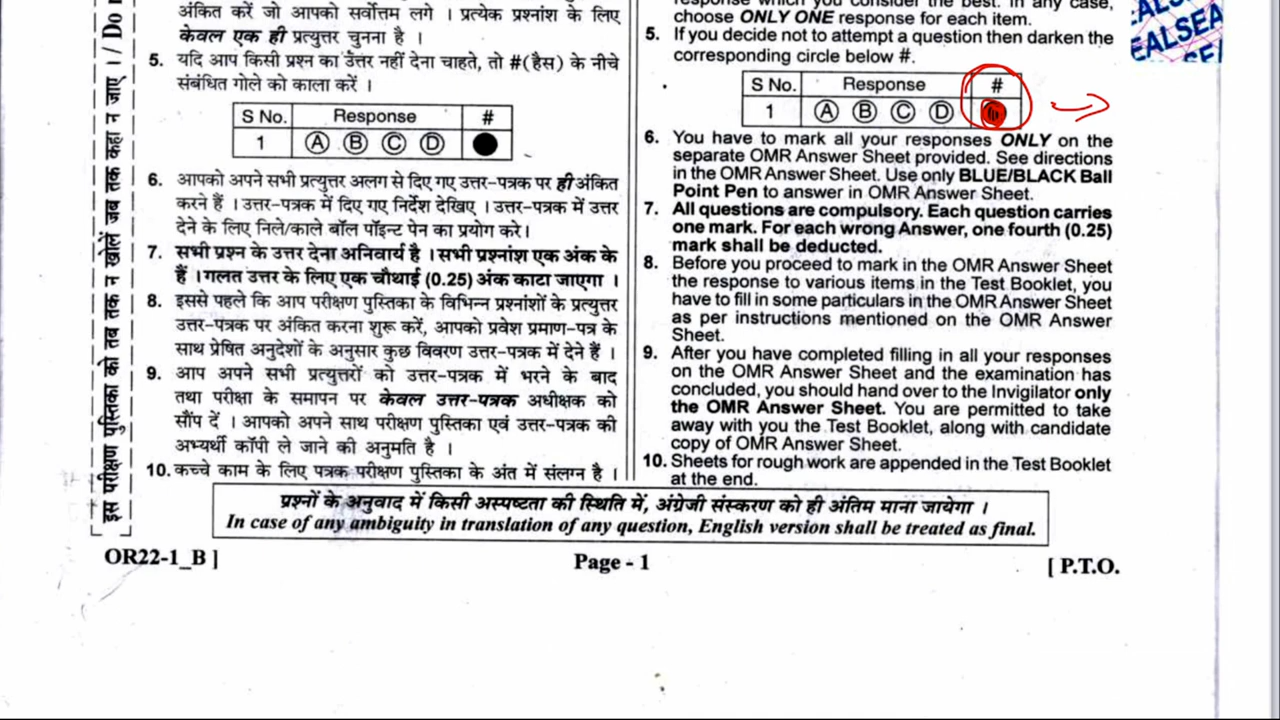 इस परीक्षण पुस्तिका को तब तक न खोलें जब तक कहा न जाए । / Do
अंकित करें जो आपको सर्वोत्तम लगे । प्रत्येक प्रश्नांश के लिए
केवल एक ही प्रत्युत्तर चुनना है ।
5. यदि आप किसी प्रश्न का उत्तर नहीं देना चाहते, तो #(हैस) के नीचे
संबंधित गोले को काला करें ।
S No. Response #
1 A B C D
6. आपको अपने सभी प्रत्युत्तर अलग से दिए गए उत्तर-पत्रक पर ही अंकित
करने हैं । उत्तर-पत्रक में दिए गए निर्देश देखिए । उत्तर-पत्रक में उत्तर
देने के लिए निले/काले बॉल पॉइन्ट पेन का प्रयोग करे।
7. सभी प्रश्न के उत्तर देना अनिवार्य है । सभी प्रश्नांश एक अंक के
हैं । गलत उत्तर के लिए एक चौथाई (0.25) अंक काटा जाएगा ।
8. इससे पहले कि आप परीक्षण पुस्तिका के विभिन्न प्रश्नांशों के प्रत्युत्तर
उत्तर-पत्रक पर अंकित करना शुरू करें, आपको प्रवेश प्रमाण-पत्र के
साथ प्रेषित अनुदेशों के अनुसार कुछ विवरण उत्तर-पत्रक में देने हैं ।
9. आप अपने सभी प्रत्युत्तरों को उत्तर-पत्रक में भरने के बाद
तथा परीक्षा के समापन पर केवल उत्तर-पत्रक अधीक्षक को
सौंप दें । आपको अपने साथ परीक्षण पुस्तिका एवं उत्तर-पत्रक की
अभ्यर्थी कॉपी ले जाने की अनुमति है ।
10. कच्चे काम के लिए पत्रक परीक्षण पुस्तिका के अंत में संलग्न है ।
response which you consider the best. In any case,
choose ONLY ONE response for each item.
5. If you decide not to attempt a question then darken the
corresponding circle below #.
S No. Response #
1 A B C D
6. You have to mark all your responses ONLY on the
separate OMR Answer Sheet provided. See directions
in the OMR Answer Sheet. Use only BLUE/BLACK Ball
Point Pen to answer in OMR Answer Sheet.
7. All questions are compulsory. Each question carries
one mark. For each wrong Answer, one fourth (0.25)
mark shall be deducted.
8. Before you proceed to mark in the OMR Answer Sheet
the response to various items in the Test Booklet, you
have to fill in some particulars in the OMR Answer Sheet
as per instructions mentioned on the OMR Answer
Sheet.
9. After you have completed filling in all your responses
on the OMR Answer Sheet and the examination has
concluded, you should hand over to the Invigilator only
the OMR Answer Sheet. You are permitted to take
away with you the Test Booklet, along with candidate
copy of OMR Answer Sheet.
10. Sheets for rough work are appended in the Test Booklet
at the end.
प्रश्नों के अनुवाद में किसी अस्पष्टता की स्थिति में, अंग्रेजी संस्करण को ही अंतिम माना जायेगा ।
In case of any ambiguity in translation of any question, English version shall be treated as final.
OR22-1_B ] Page - 1 [ P.T.O.